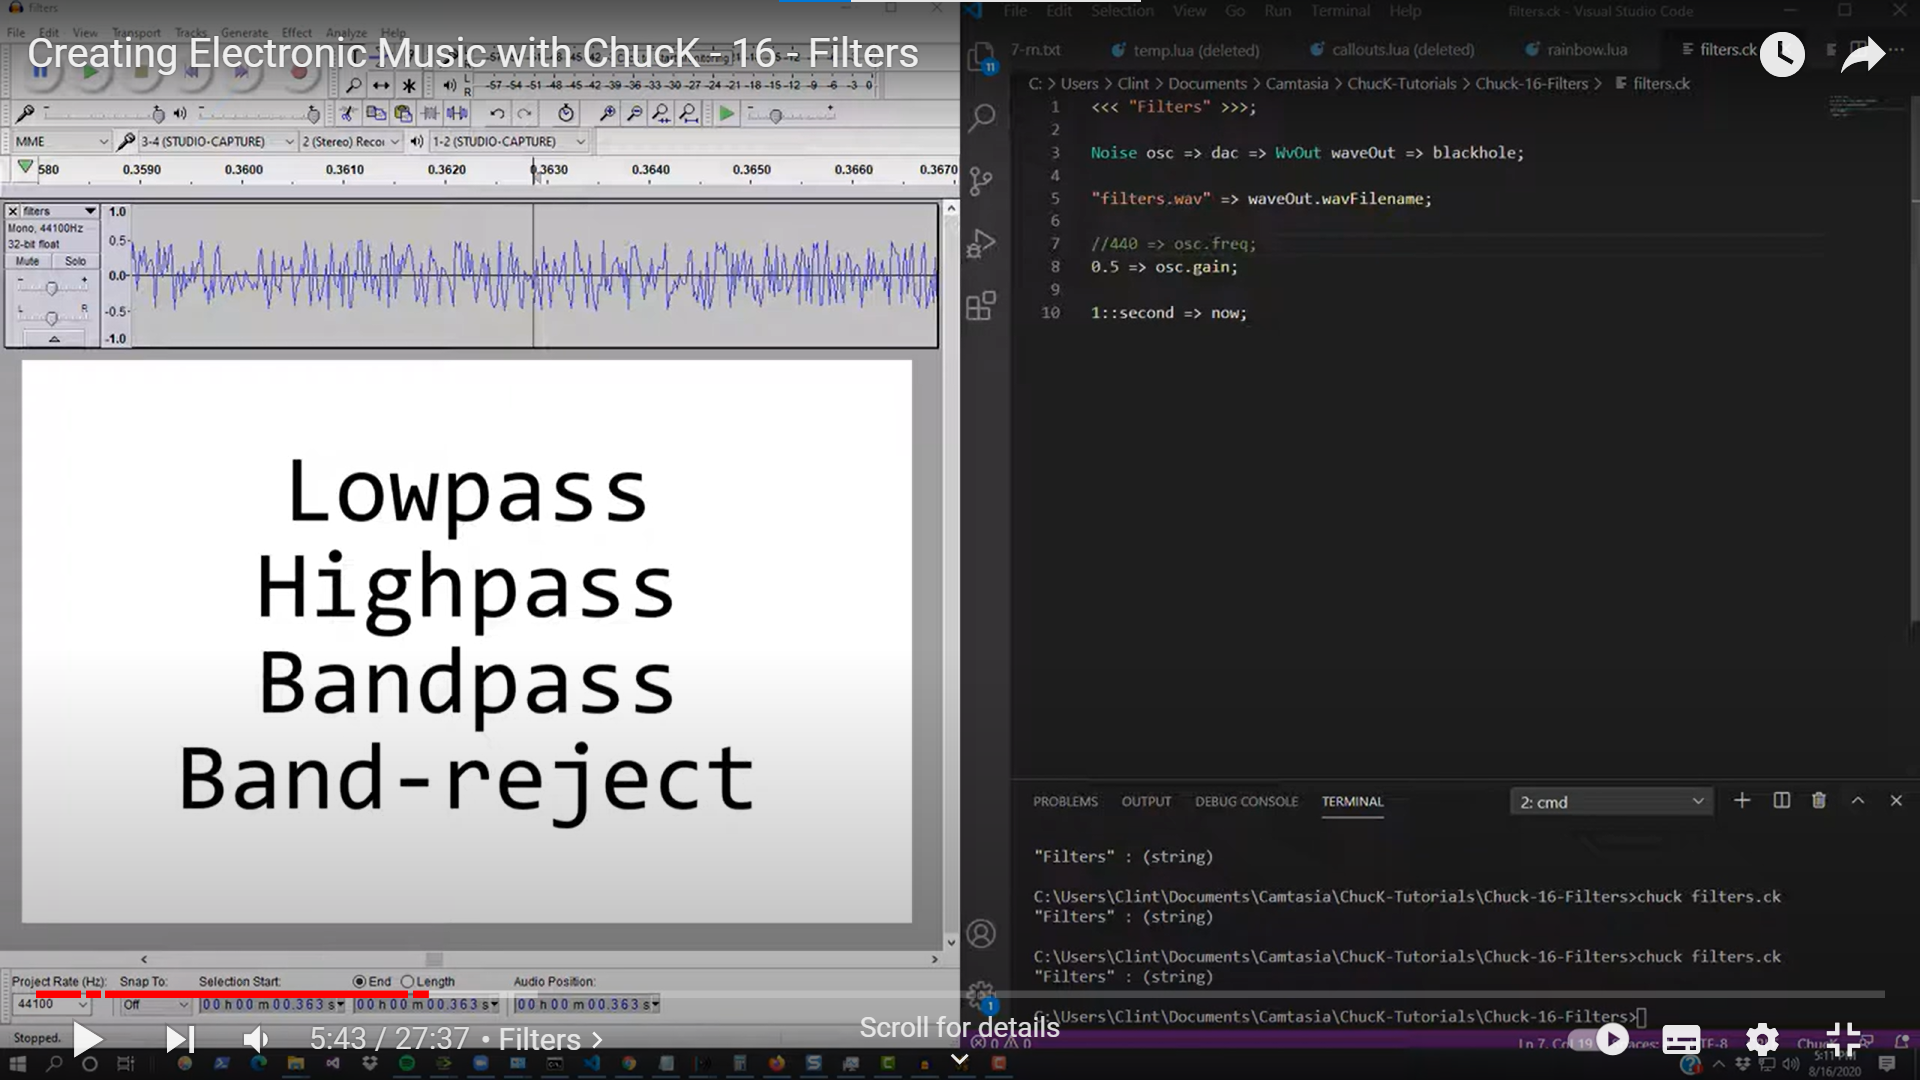 filters
File Edit View Transport Tracks Generate Effect Analyze Help
Creating Electronic Music with ChucK - 16 - Filters
-57 -54 -51 -48 -45 -42 -39 -36 -33 -30 -27 -24 -21 -18 -15 -12 -9 -6 -3 0
MME 3-4 (STUDIO-CAPTURE) 2 (Stereo) Recor 1-2 (STUDIO-CAPTURE)
580 0.3590 0.3600 0.3610 0.3620 0.3630 0.3640 0.3650 0.3660 0.3670
filters
Mono, 44100Hz
32-bit float
Mute Solo
- +
L R
1.0
0.5
0.0
-0.5
-1.0
Lowpass
Highpass
Bandpass
Band-reject
Project Rate (Hz): Snap To: Selection Start: End Length Audio Position:
44100 Off 00 h 00 m 00.363 s 00 h 00 m 00.363 s 00 h 00 m 00.363 s
Stopped.
5:43 / 27:37 • Filters
Scroll for details
File Edit Selection View Go Run Terminal Help filters.ck - Visual Studio Code
7-rn.txt temp.lua (deleted) callouts.lua (deleted) rainbow.lua filters.ck
11
C: > Users > Clint > Documents > Camtasia > ChucK-Tutorials > Chuck-16-Filters > filters.ck
1 <<< "Filters" >>>;
2
3 Noise osc => dac => WvOut waveOut => blackhole;
4
5 "filters.wav" => waveOut.wavFilename;
6
7 //440 => osc.freq;
8 0.5 => osc.gain;
9
10 1::second => now;
PROBLEMS OUTPUT DEBUG CONSOLE TERMINAL 2: cmd
"Filters" : (string)
C:\Users\Clint\Documents\Camtasia\ChucK-Tutorials\Chuck-16-Filters>chuck filters.ck
"Filters" : (string)
C:\Users\Clint\Documents\Camtasia\ChucK-Tutorials\Chuck-16-Filters>chuck filters.ck
"Filters" : (string)
C:\Users\Clint\Documents\Camtasia\ChucK-Tutorials\Chuck-16-Filters>
1
0 0
Ln 7, Col 19
5:11 PM
8/16/2020